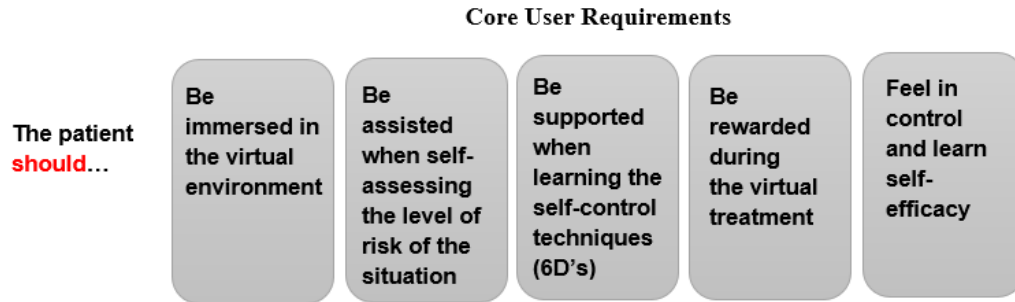 Core User Requirements
The patient
should...
Be
immersed in
the virtual
environment
Be
assisted
when self-
assessing
the level of
risk of the
situation
Be
supported
when
learning the
self-control
techniques
(6D's)
Be
rewarded
during
the virtual
treatment
Feel in
control
and learn
self-
efficacy